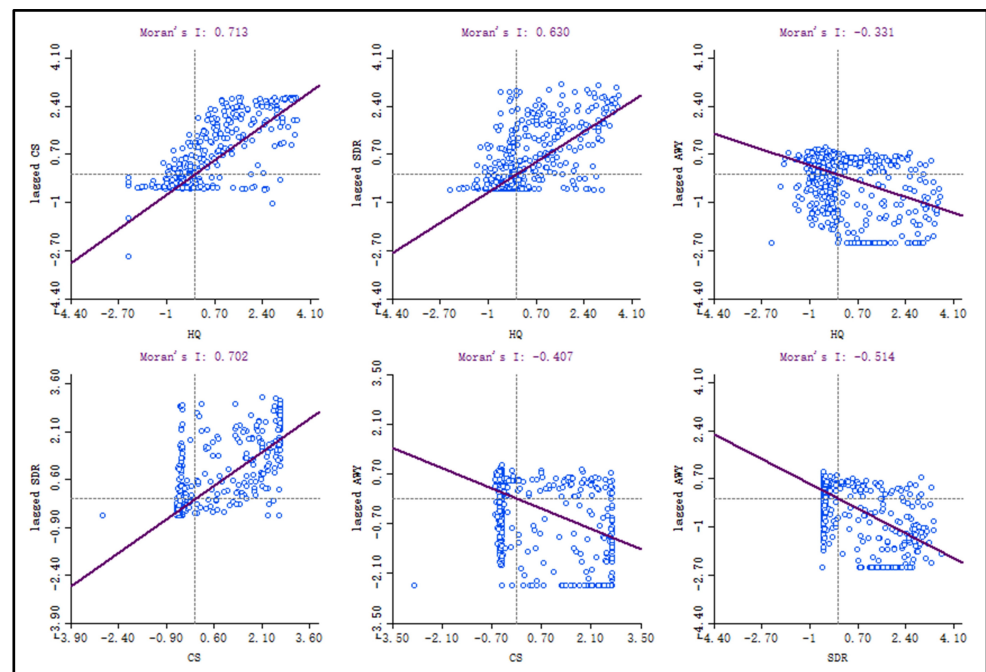 Moran's I: 0.713
4.10
2.40
0.70
-1
-2.70
-4.40
lagged CS
-4.40 -2.70 -1 0.70 2.40 4.10
HQ
Moran's I: 0.630
4.10
2.40
0.70
-1
-2.70
-4.40
lagged SDR
-4.40 -2.70 -1 0.70 2.40 4.10
HQ
Moran's I: -0.331
4.10
2.40
0.70
-1
-2.70
-4.40
lagged AWY
-4.40 -2.70 -1 0.70 2.40 4.10
HQ
Moran's I: 0.702
3.60
2.10
0.60
-0.90
-2.40
-3.90
lagged SDR
-3.90 -2.40 -0.90 0.60 2.10 3.60
CS
Moran's I: -0.407
3.50
2.10
0.70
-0.70
-2.10
-3.50
lagged AWY
-3.50 -2.10 -0.70 0.70 2.10 3.50
CS
Moran's I: -0.514
4.10
2.40
0.70
-1
-2.70
-4.40
lagged AWY
-4.40 -2.70 -1 0.70 2.40 4.10
SDR